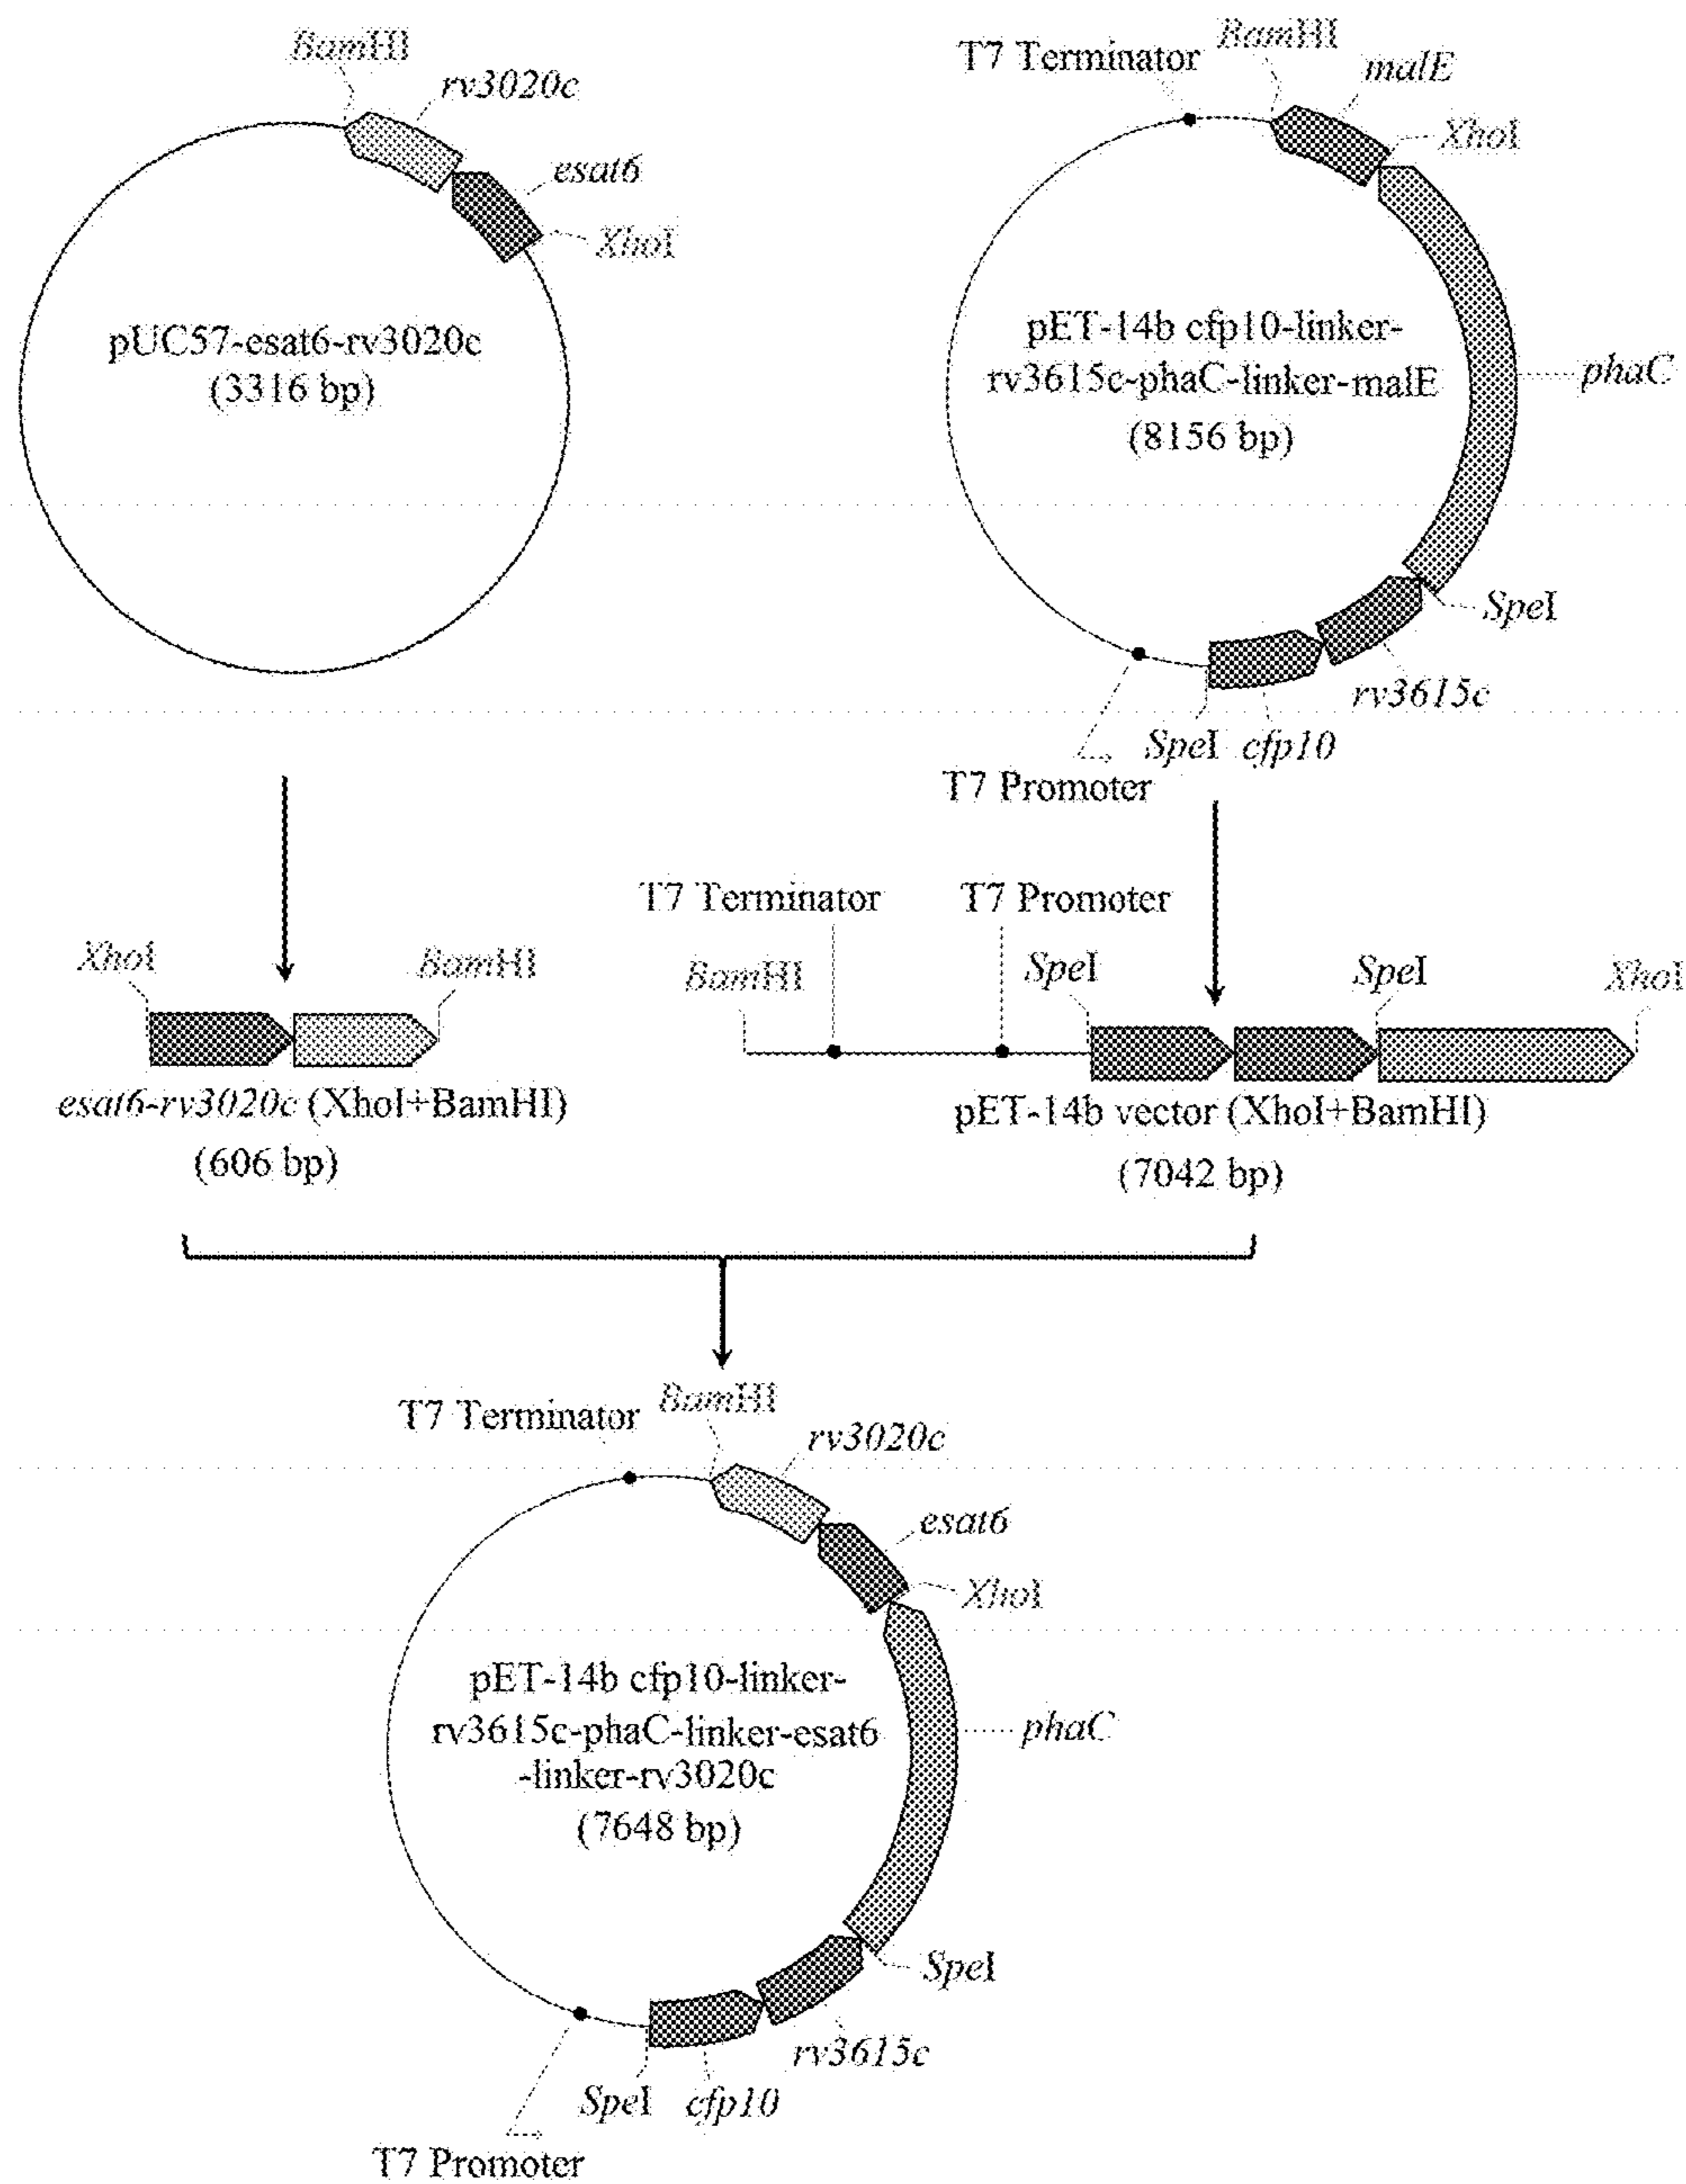 BamHI
rv3020c
esat6
XhoI
pUC57-esat6-rv3020c
(3316 bp)
T7 Terminator
BamHI
malE
XhoI
pET-14b cfp10-linker-
rv3615c-phaC-linker-malE
(8156 bp)
phaC
SpeI
rv3615c
SpeI cfp10
T7 Promoter
XhoI
BamHI
esat6-rv3020c (XhoI+BamHI)
(606 bp)
T7 Terminator
T7 Promoter
BamHI
SpeI
SpeI
XhoI
pET-14b vector (XhoI+BamHI)
(7042 bp)
T7 Terminator
BamHI
rv3020c
esat6
XhoI
pET-14b cfp10-linker-
rv3615c-phaC-linker-esat6
-linker-rv3020c
(7648 bp)
phaC
SpeI
rv3615c
SpeI cfp10
T7 Promoter